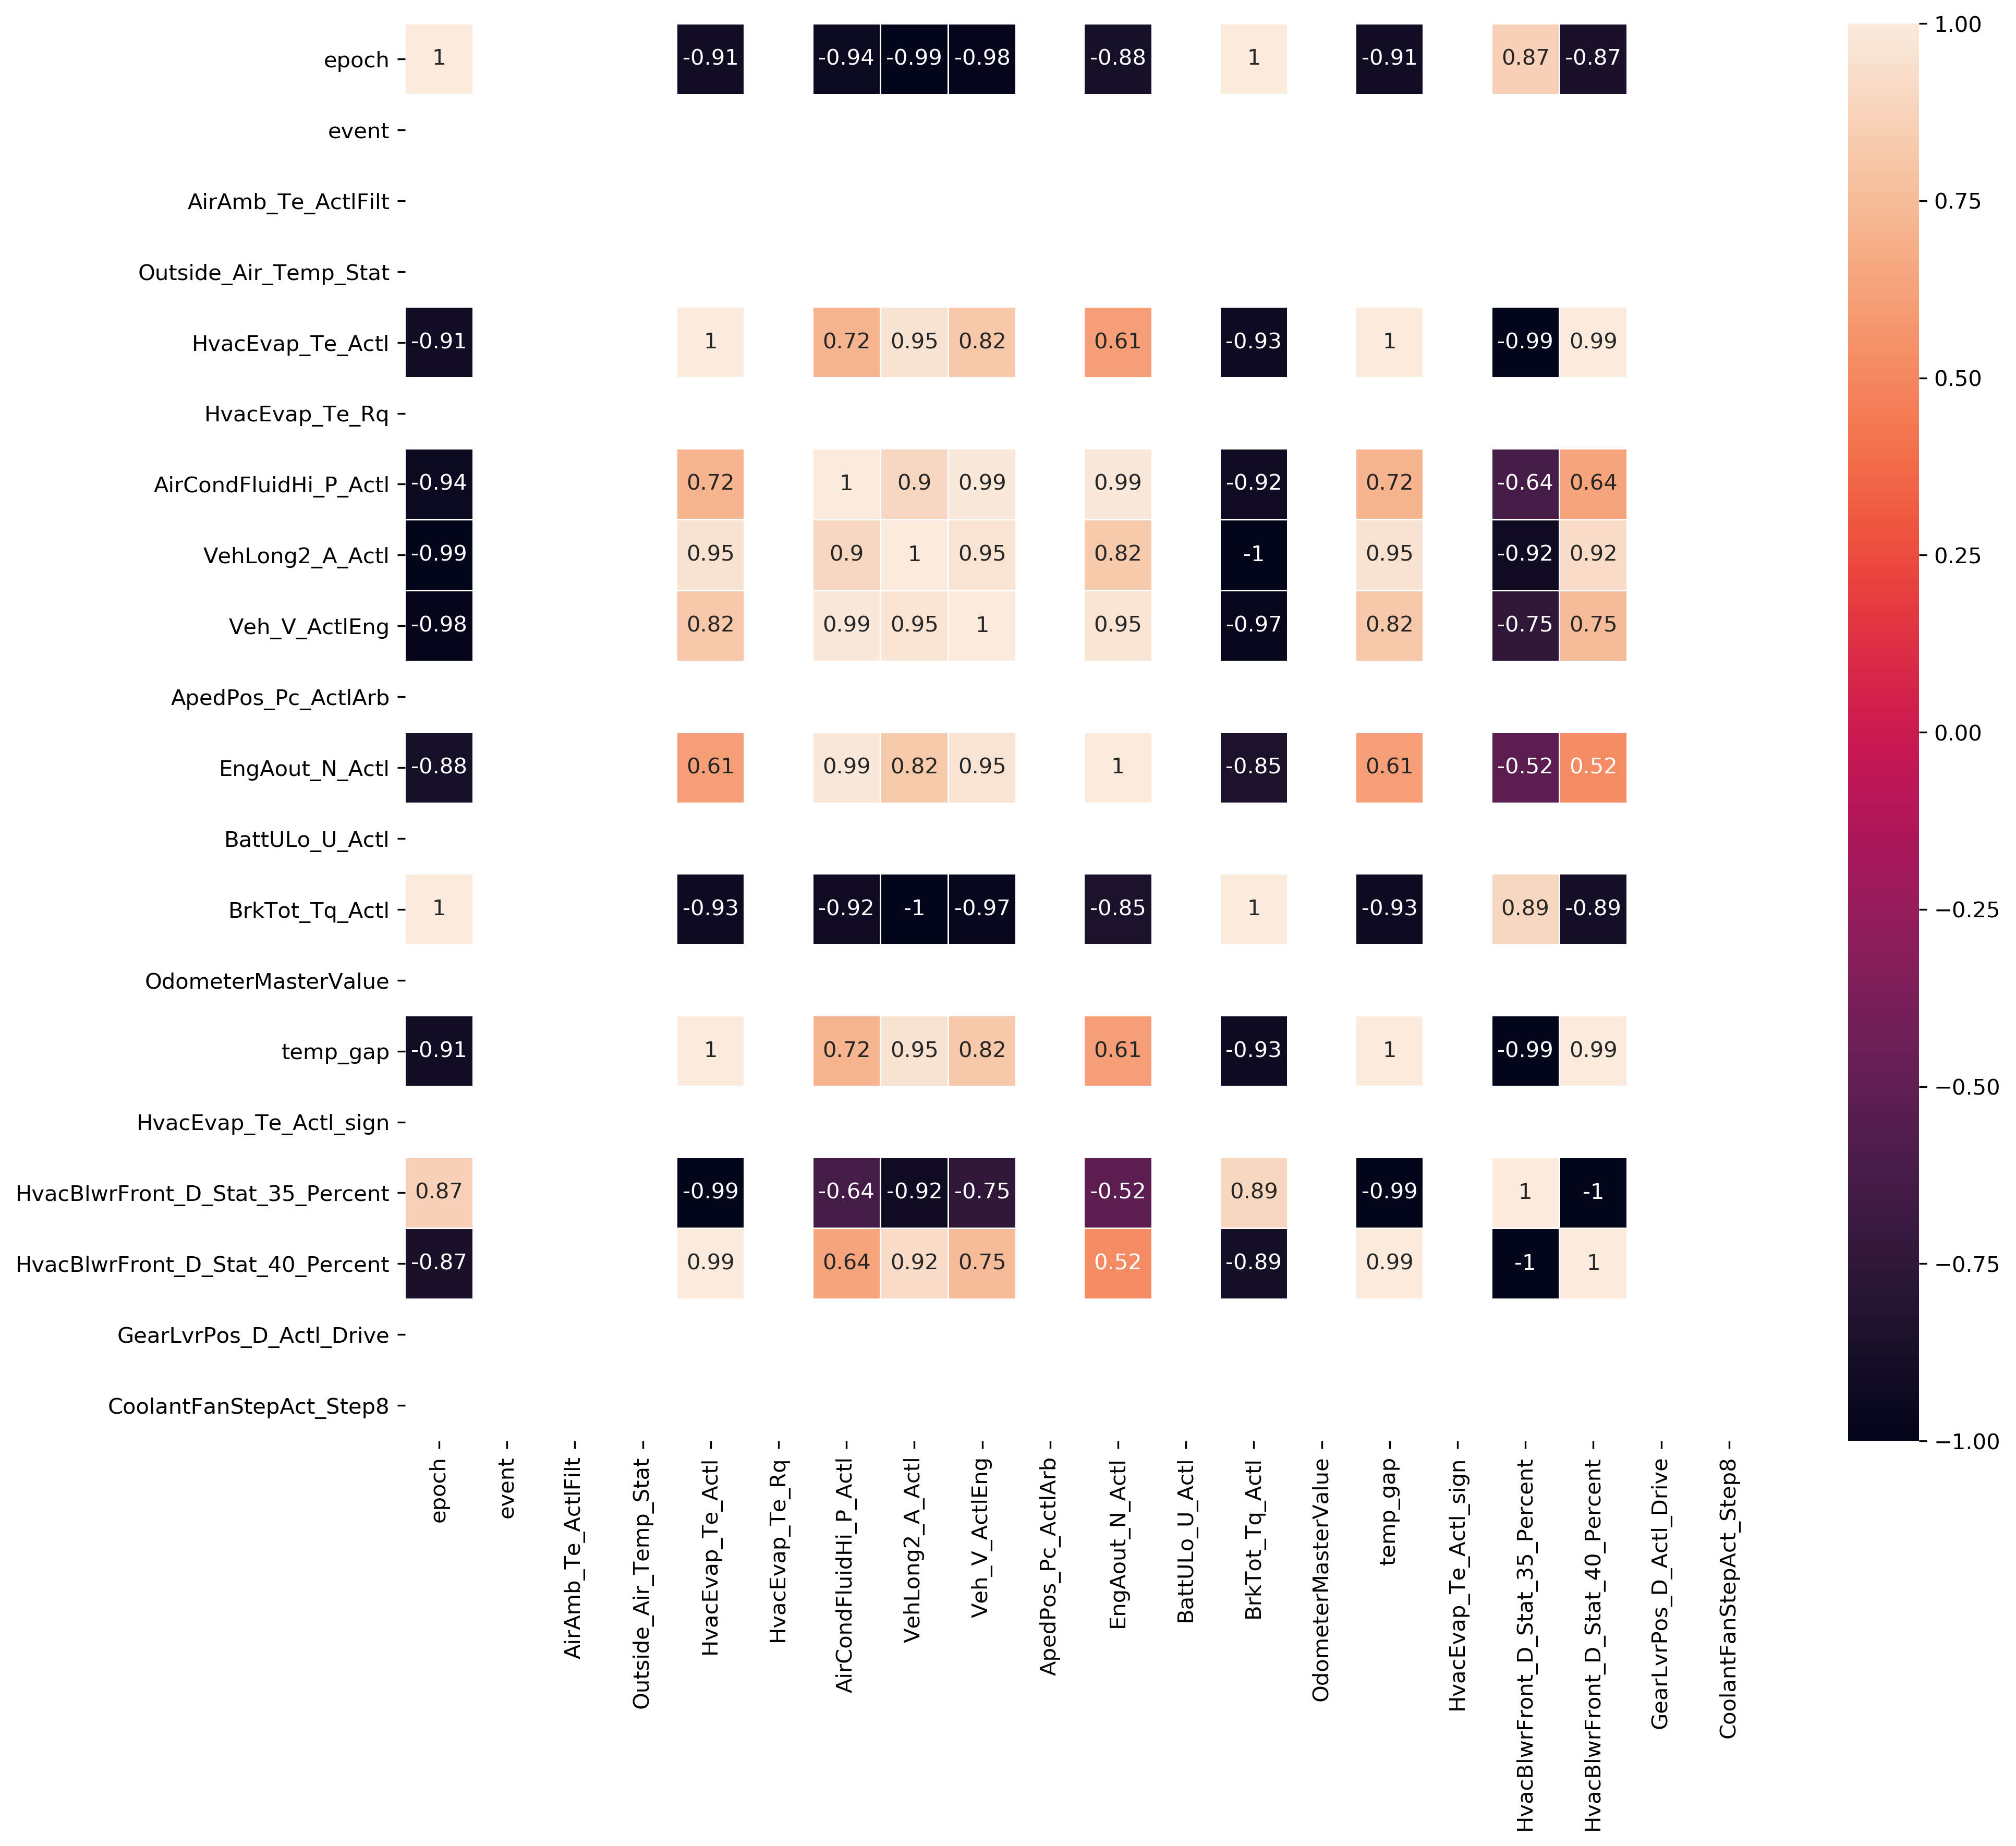 epoch 1 -0.91 -0.94 -0.99 -0.98 -0.88 1 -0.91 0.87 -0.87
event
AirAmb_Te_ActlFilt
Outside_Air_Temp_Stat
HvacEvap_Te_Actl -0.91 1 0.72 0.95 0.82 0.61 -0.93 1 -0.99 0.99
HvacEvap_Te_Rq
AirCondFluidHi_P_Actl -0.94 0.72 1 0.9 0.99 0.99 -0.92 0.72 -0.64 0.64
VehLong2_A_Actl -0.99 0.95 0.9 1 0.95 0.82 -1 0.95 -0.92 0.92
Veh_V_ActlEng -0.98 0.82 0.99 0.95 1 0.95 -0.97 0.82 -0.75 0.75
ApedPos_Pc_ActlArb
EngAout_N_Actl -0.88 0.61 0.99 0.82 0.95 1 -0.85 0.61 -0.52 0.52
BattULo_U_Actl
BrkTot_Tq_Actl 1 -0.93 -0.92 -1 -0.97 -0.85 1 -0.93 0.89 -0.89
OdometerMasterValue
temp_gap -0.91 1 0.72 0.95 0.82 0.61 -0.93 1 -0.99 0.99
HvacEvap_Te_Actl_sign
HvacBlwrFront_D_Stat_35_Percent 0.87 -0.99 -0.64 -0.92 -0.75 -0.52 0.89 -0.99 1 -1
HvacBlwrFront_D_Stat_40_Percent -0.87 0.99 0.64 0.92 0.75 0.52 -0.89 0.99 -1 1
GearLvrPos_D_Actl_Drive
CoolantFanStepAct_Step8
epoch
event
AirAmb_Te_ActlFilt
Outside_Air_Temp_Stat
HvacEvap_Te_Actl
HvacEvap_Te_Rq
AirCondFluidHi_P_Actl
VehLong2_A_Actl
Veh_V_ActlEng
ApedPos_Pc_ActlArb
EngAout_N_Actl
BattULo_U_Actl
BrkTot_Tq_Actl
OdometerMasterValue
temp_gap
HvacEvap_Te_Actl_sign
HvacBlwrFront_D_Stat_35_Percent
HvacBlwrFront_D_Stat_40_Percent
GearLvrPos_D_Actl_Drive
CoolantFanStepAct_Step8
1.00
0.75
0.50
0.25
0.00
−0.25
−0.50
−0.75
−1.00